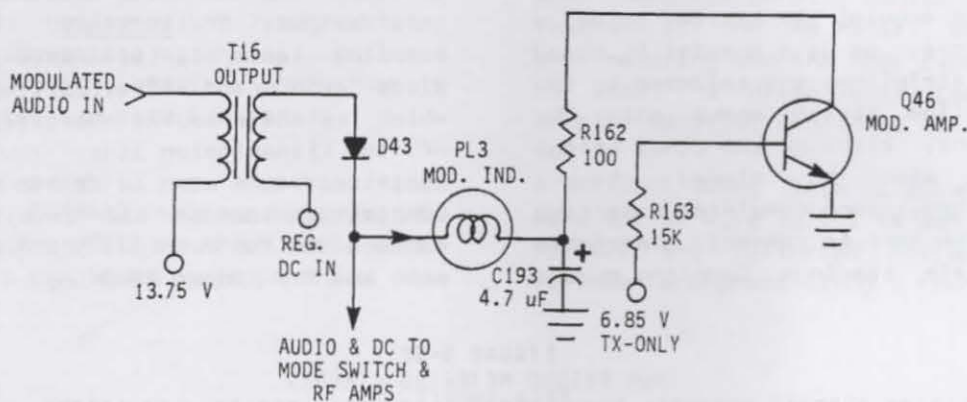 T16
MODULATED
AUDIO IN
OUTPUT
D43
PL3
MOD. IND.
R162
100
Q46
MOD. AMP.
R163
15K
REG.
DC IN
+
C193
4.7 uF
13.75 V
6.85 V
TX-ONLY
AUDIO & DC TO
MODE SWITCH &
RF AMPS